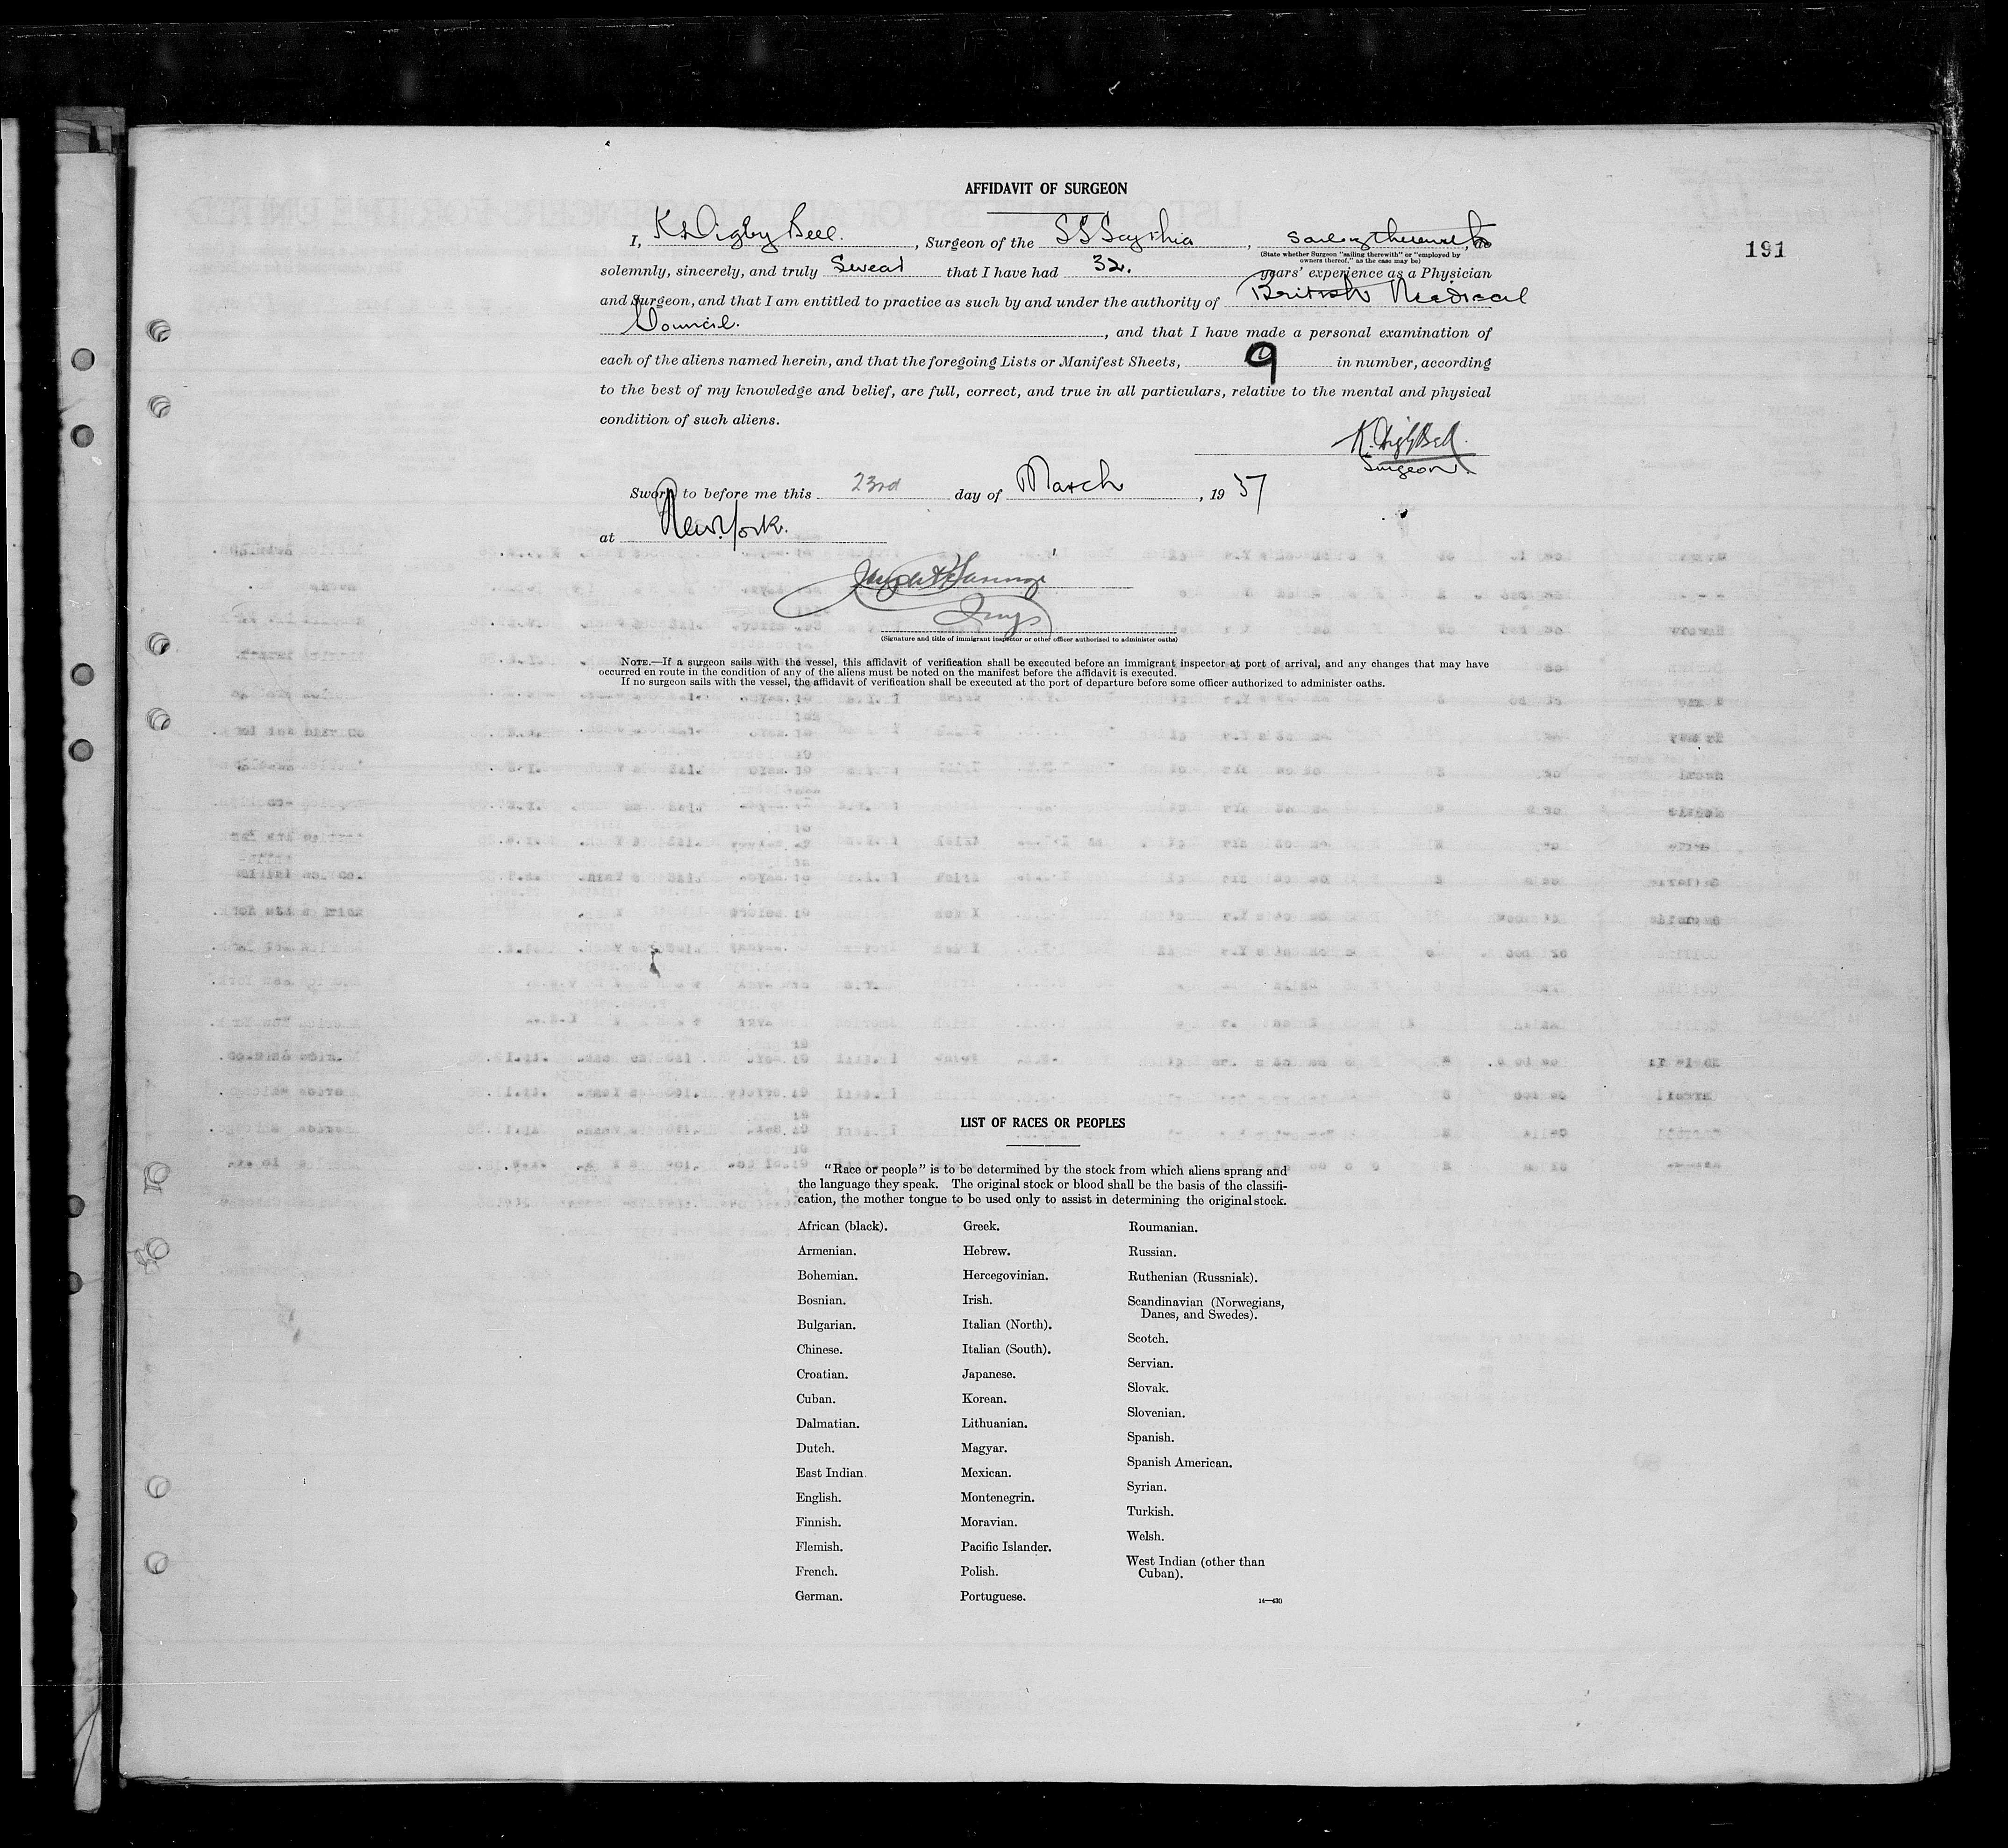 AFFIDAVIT OF SURGEON
191
I, K Digby Bell., Surgeon of the SS Scythia, sailing therewith, do
(State whether Surgeon "sailing therewith" or "employed by
owners thereof," as the case may be)
solemnly, sincerely, and truly Swear that I have had 32. years' experience as a Physician
and Surgeon, and that I am entitled to practice as such by and under the authority of British Medical
Council., and that I have made a personal examination of
each of the aliens named herein, and that the foregoing Lists or Manifest Sheets, 9 in number, according
to the best of my knowledge and belief, are full, correct, and true in all particulars, relative to the mental and physical
condition of such aliens.
K. Digby Bell.
Surgeon.
Sworn to before me this 23rd day of March, 1937
at New York.
(Signature and title of immigrant inspector or other officer authorized to administer oaths)
NOTE.—If a surgeon sails with the vessel, this affidavit of verification shall be executed before an immigrant inspector at port of arrival, and any changes that may have
occurred en route in the condition of any of the aliens must be noted on the manifest before the affidavit is executed.
If no surgeon sails with the vessel, the affidavit of verification shall be executed at the port of departure before some officer authorized to administer oaths.
LIST OF RACES OR PEOPLES
"Race or people" is to be determined by the stock from which aliens sprang and
the language they speak. The original stock or blood shall be the basis of the classifi-
cation, the mother tongue to be used only to assist in determining the original stock.
African (black).
Armenian.
Bohemian.
Bosnian.
Bulgarian.
Chinese.
Croatian.
Cuban.
Dalmatian.
Dutch.
East Indian.
English.
Finnish.
Flemish.
French.
German.
Greek.
Hebrew.
Hercegovinian.
Irish.
Italian (North).
Italian (South).
Japanese.
Korean.
Lithuanian.
Magyar.
Mexican.
Montenegrin.
Moravian.
Pacific Islander.
Polish.
Portuguese.
Roumanian.
Russian.
Ruthenian (Russniak).
Scandinavian (Norwegians,
Danes, and Swedes).
Scotch.
Servian.
Slovak.
Slovenian.
Spanish.
Spanish American.
Syrian.
Turkish.
Welsh.
West Indian (other than
Cuban).
14—430